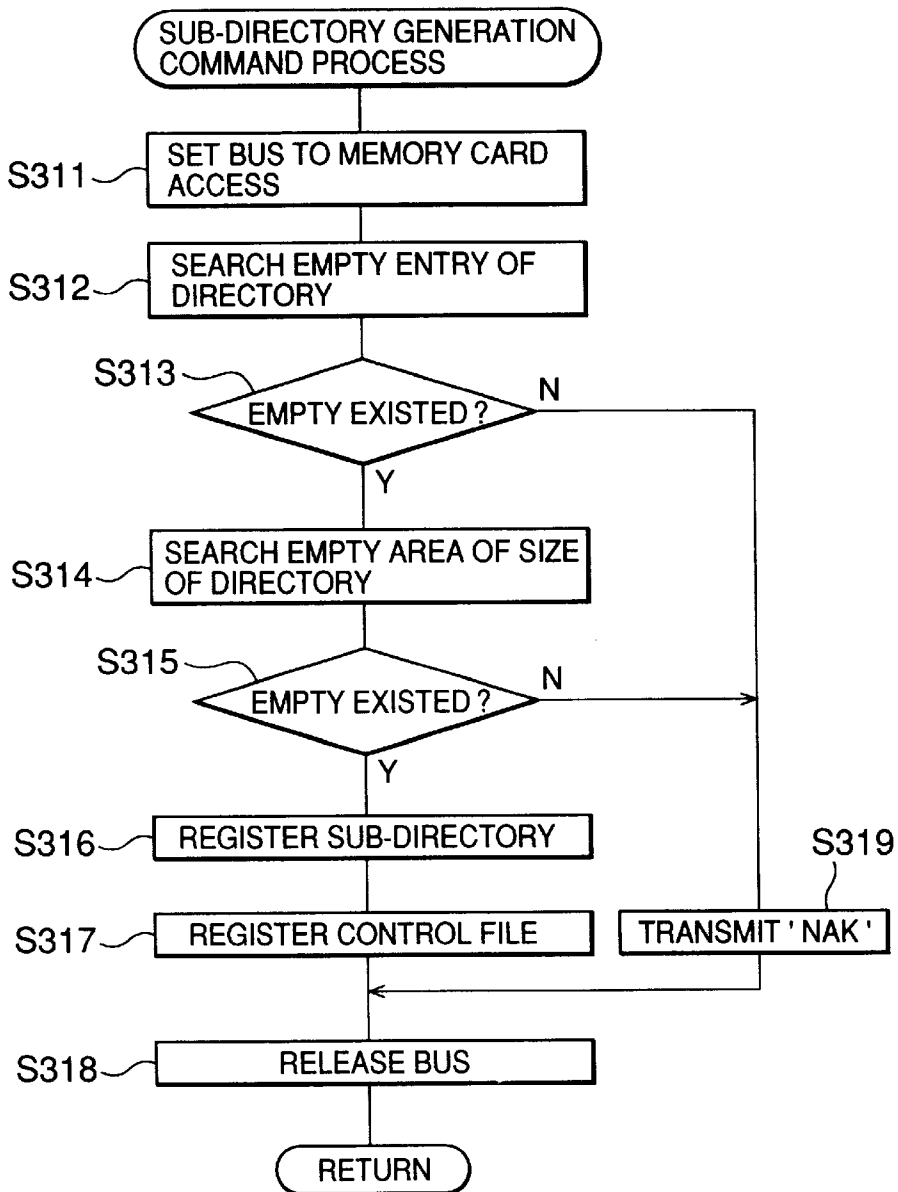 SUB-DIRECTORY GENERATION
COMMAND PROCESS
S311
SET BUS TO MEMORY CARD
ACCESS
S312
SEARCH EMPTY ENTRY OF
DIRECTORY
S313
EMPTY EXISTED ?
N
Y
S314
SEARCH EMPTY AREA OF SIZE
OF DIRECTORY
S315
EMPTY EXISTED ?
N
Y
S316
REGISTER SUB-DIRECTORY
S319
S317
REGISTER CONTROL FILE
TRANSMIT ' NAK '
S318
RELEASE BUS
RETURN